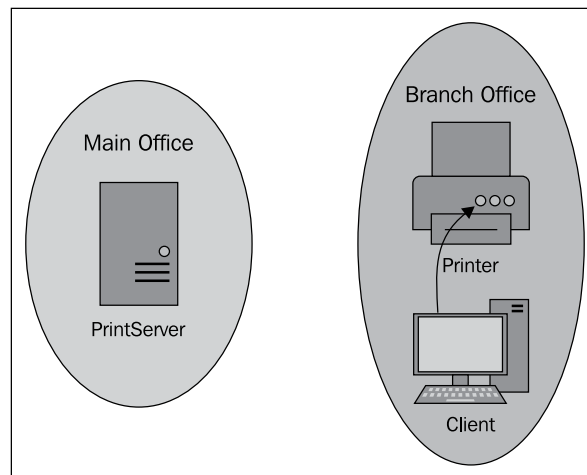 Main Office
PrintServer
Branch Office
Printer
Client